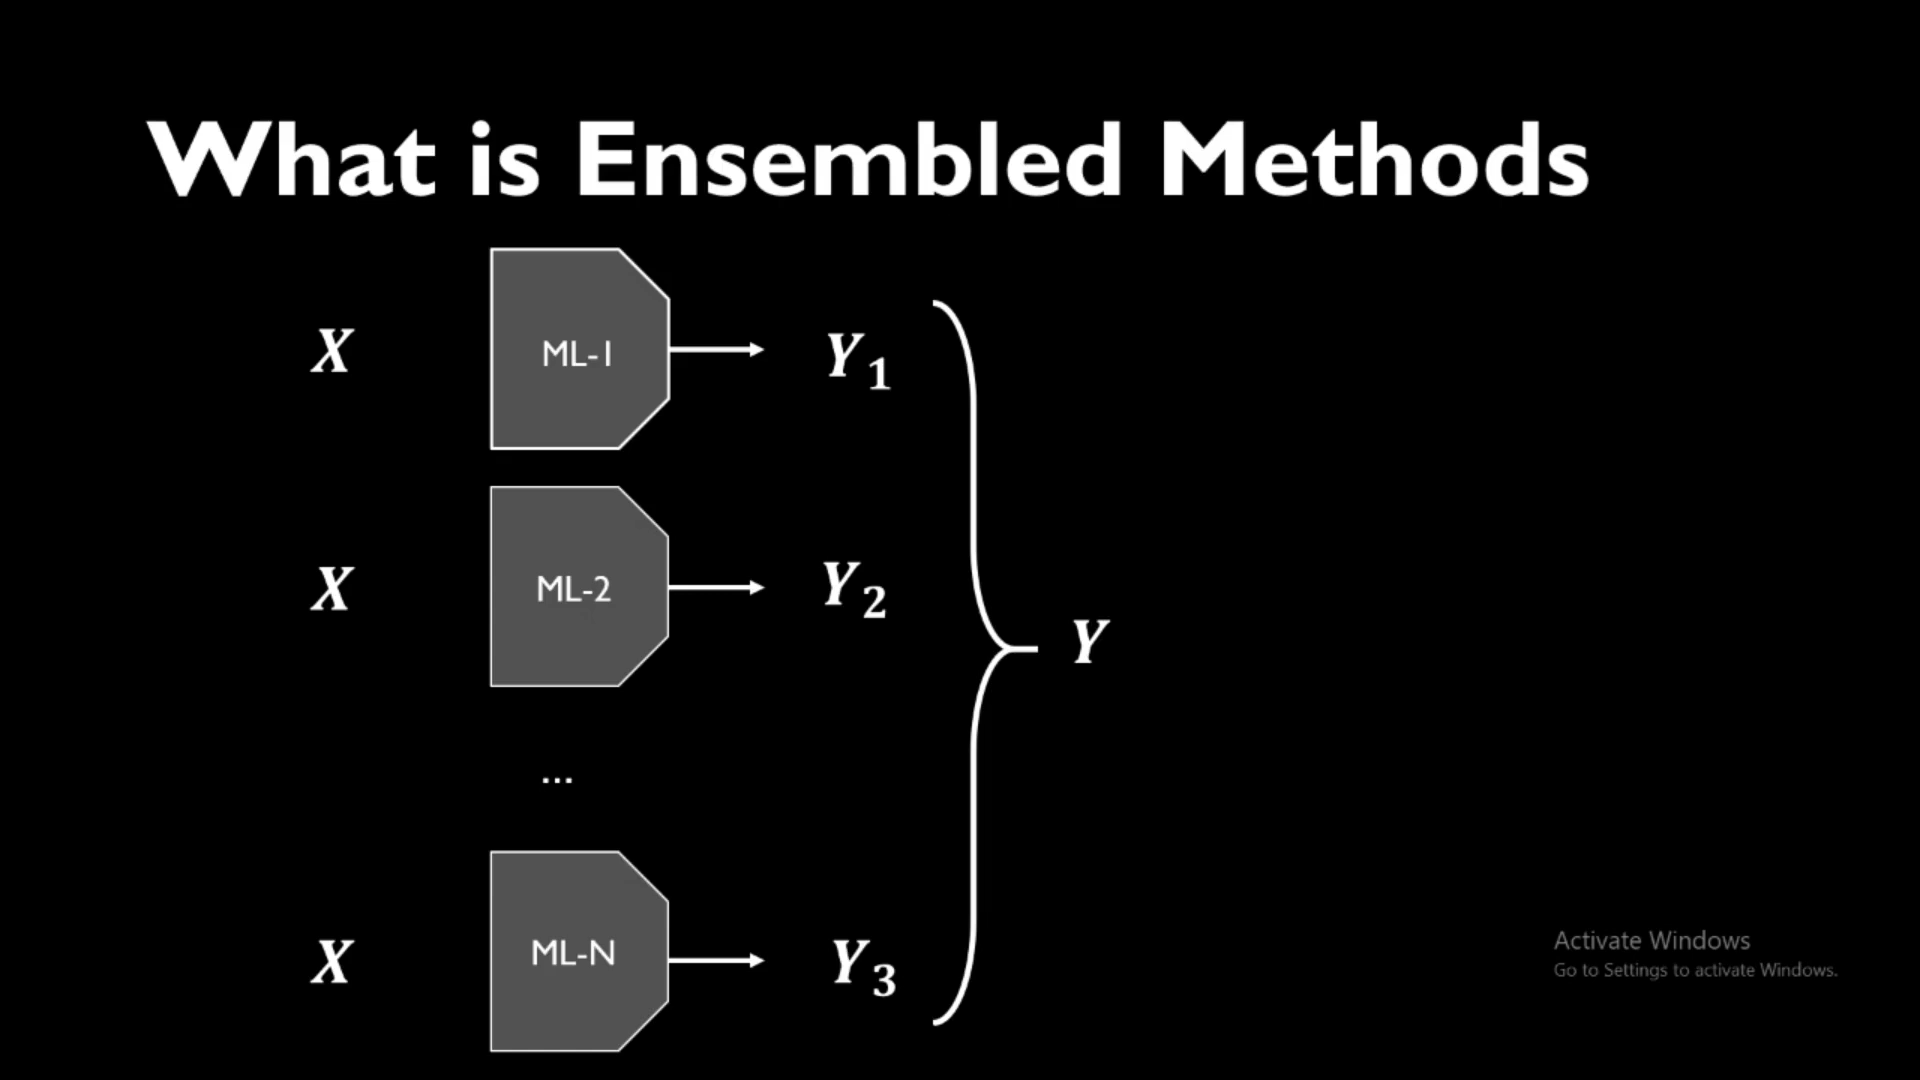 What is Ensembled Methods
X ML-1 Y₁
X ML-2 Y₂
Y
...
X ML-N Y₃
Activate Windows
Go to Settings to activate Windows.